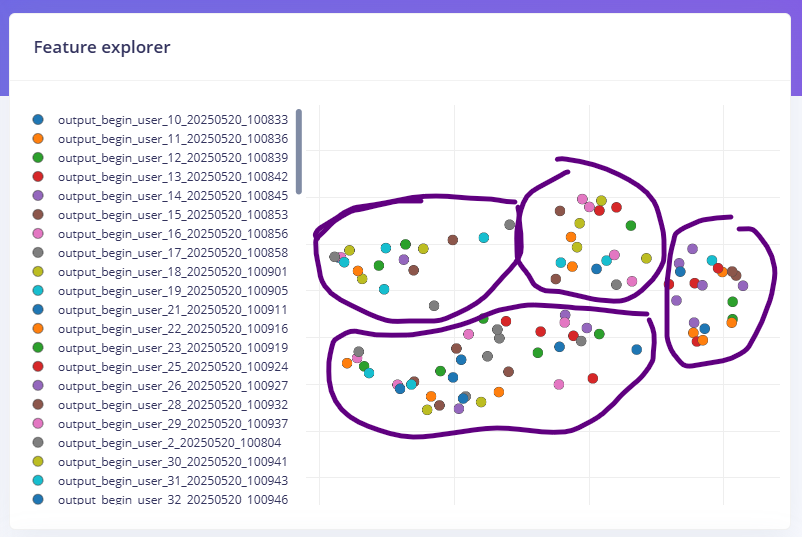 Feature explorer
output_begin_user_10_20250520_100833
output_begin_user_11_20250520_100836
output_begin_user_12_20250520_100839
output_begin_user_13_20250520_100842
output_begin_user_14_20250520_100845
output_begin_user_15_20250520_100853
output_begin_user_16_20250520_100856
output_begin_user_17_20250520_100858
output_begin_user_18_20250520_100901
output_begin_user_19_20250520_100905
output_begin_user_21_20250520_100911
output_begin_user_22_20250520_100916
output_begin_user_23_20250520_100919
output_begin_user_25_20250520_100924
output_begin_user_26_20250520_100927
output_begin_user_28_20250520_100932
output_begin_user_29_20250520_100937
output_begin_user_2_20250520_100804
output_begin_user_30_20250520_100941
output_begin_user_31_20250520_100943
output_begin_user_32_20250520_100946